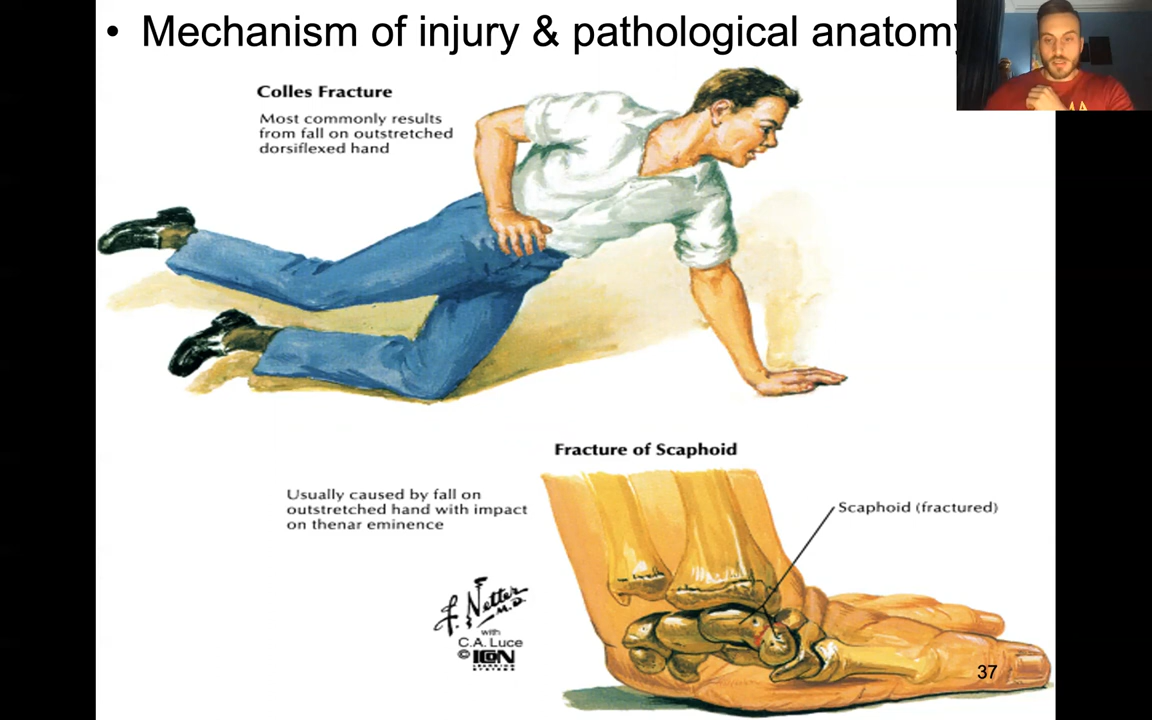 • Mechanism of injury & pathological anatomy
Colles Fracture
Most commonly results
from fall on outstretched
dorsiflexed hand
Fracture of Scaphoid
Usually caused by fall on
outstretched hand with impact
on thenar eminence
Scaphoid (fractured)
F. Netter
M.D.
with
C.A. Luce
© ICON
LEARNING
SYSTEMS
37